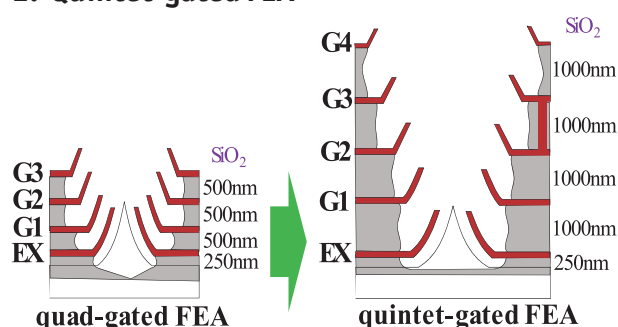 2. Quintet-gated FEA
G3
G2
G1
EX
SiO₂
500nm
500nm
500nm
250nm
quad-gated FEA
G4
G3
G2
G1
EX
SiO₂
1000nm
1000nm
1000nm
1000nm
250nm
quintet-gated FEA